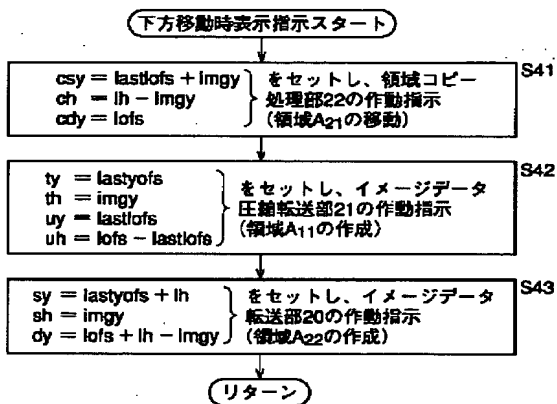 下方移動時表示指示スタート
S41
csy = lastlofs + imgy
ch = lh − imgy
cdy = lofs
をセットし、領域コピー
処理部22の作動指示
(領域A21の移動)
S42
ty = lastyofs
th = imgy
uy = lastlofs
uh = lofs − lastlofs
をセットし、イメージデータ
圧縮転送部21の作動指示
(領域A11の作成)
S43
sy = lastyofs + lh
sh = imgy
dy = lofs + lh − imgy
をセットし、イメージデータ
転送部20の作動指示
(領域A22の作成)
リターン